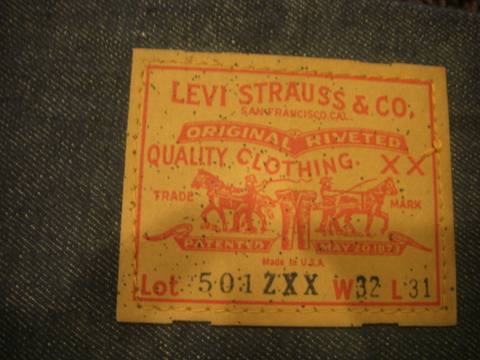 LEVI STRAUSS & CO.
SAN FRANCISCO, CAL.
ORIGINAL RIVETED
QUALITY CLOTHING. XX
TRADE MARK
PATENTED MAY 20 1873
Made in U.S.A.
Lot 501ZXX W32 L31